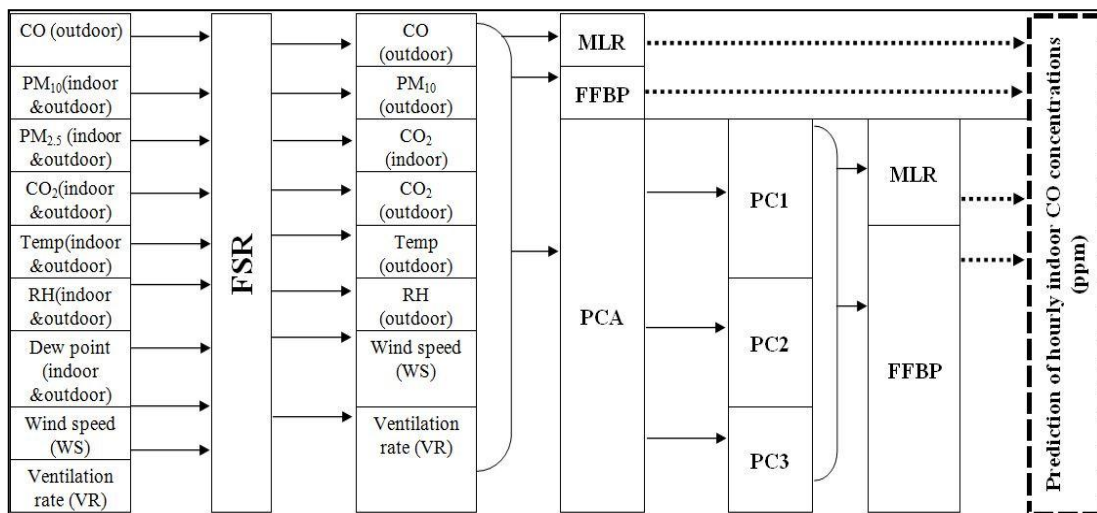 CO (outdoor)
PM₁₀(indoor
&outdoor)
PM₂.₅ (indoor
&outdoor)
CO₂(indoor
&outdoor)
Temp(indoor
&outdoor)
RH(indoor
&outdoor)
Dew point
(indoor
&outdoor)
Wind speed
(WS)
Ventilation
rate (VR)
FSR
CO
(outdoor)
PM₁₀
(outdoor)
CO₂
(indoor)
CO₂
(outdoor)
Temp
(outdoor)
RH
(outdoor)
Wind speed
(WS)
Ventilation
rate (VR)
MLR
FFBP
PCA
PC1
PC2
PC3
MLR
FFBP
Prediction of hourly indoor CO concentrations
(ppm)